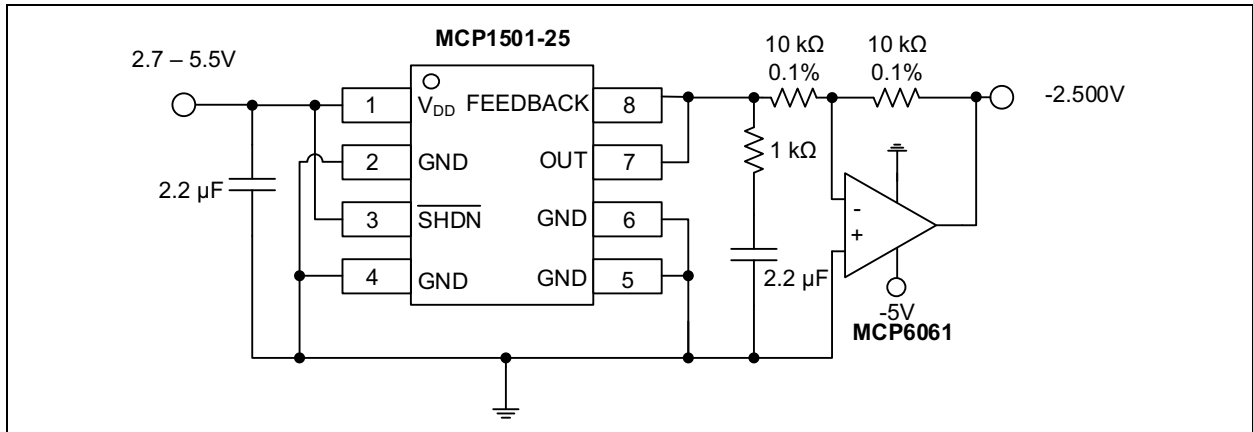 MCP1501-25
2.7 – 5.5V
10 kΩ
0.1%
10 kΩ
0.1%
1
V_DD
FEEDBACK
8
-2.500V
2
GND
OUT
7
1 kΩ
2.2 µF
3
SHDN
GND
6
-
+
4
GND
GND
5
2.2 µF
-5V
MCP6061